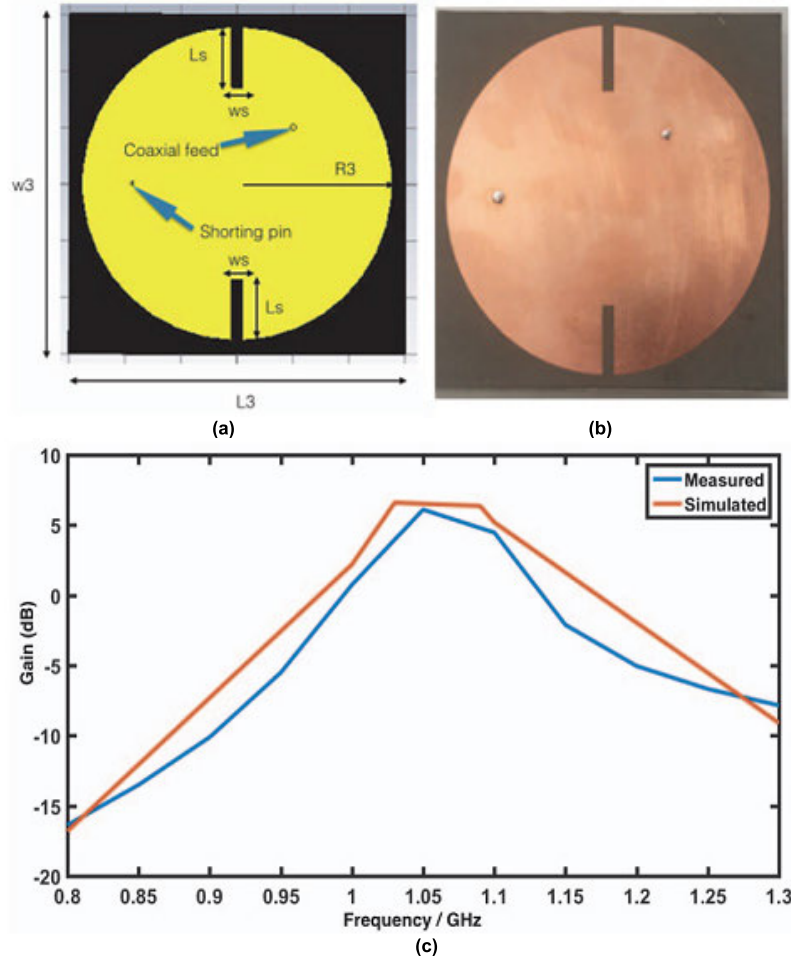 Ls
ws
Coaxial feed
R3
w3
Shorting pin
ws
Ls
L3
(a)
(b)
10
5
0
-5
-10
-15
-20
Gain (dB)
Measured
Simulated
0.8 0.85 0.9 0.95 1 1.05 1.1 1.15 1.2 1.25 1.3
Frequency / GHz
(c)